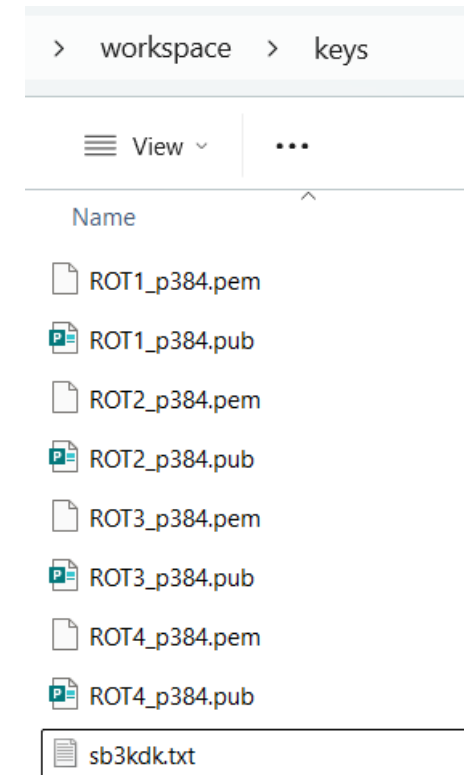 > workspace > keys
View
Name
ROT1_p384.pem
ROT1_p384.pub
ROT2_p384.pem
ROT2_p384.pub
ROT3_p384.pem
ROT3_p384.pub
ROT4_p384.pem
ROT4_p384.pub
sb3kdk.txt